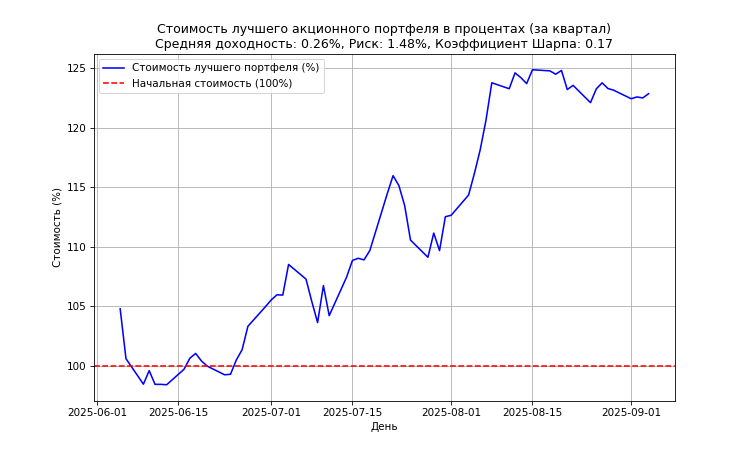 Стоимость лучшего акционного портфеля в процентах (за квартал)
Средняя доходность: 0.26%, Риск: 1.48%, Коэффициент Шарпа: 0.17
Стоимость лучшего портфеля (%)
Начальная стоимость (100%)
125
120
115
110
105
100
Стоимость (%)
2025-06-01 2025-06-15 2025-07-01 2025-07-15 2025-08-01 2025-08-15 2025-09-01
День